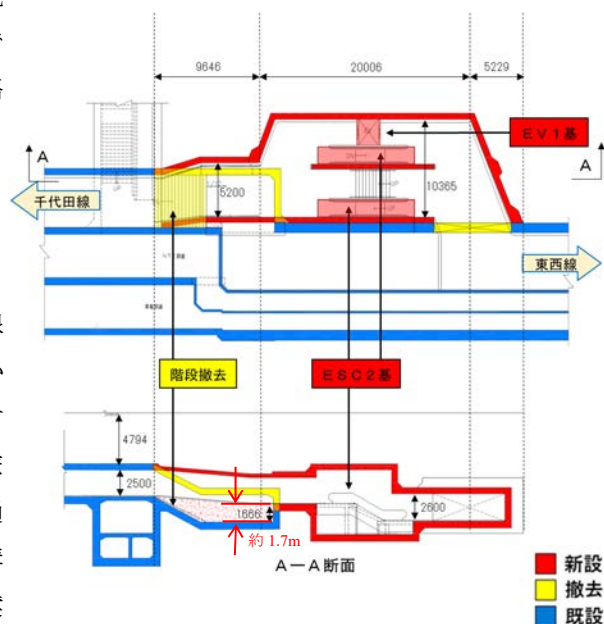 9646
20006
5229
EV1基
A
A
5200
10365
千代田線
東西線
階段撤去
ESC2基
4794
2500
1666
2600
約 1.7m
A－A断面
新設
撤去
既設